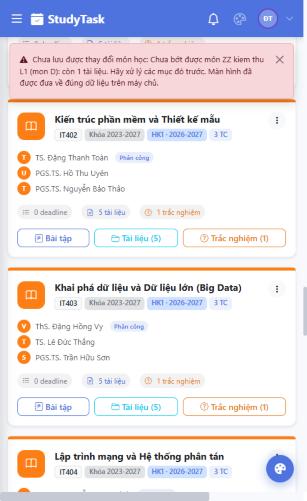 StudyTask
ĐT
Chưa lưu được thay đổi môn học: Chưa bớt được môn ZZ kiem thu
L1 (mon D): còn 1 tài liệu. Hãy xử lý các mục đó trước. Màn hình đã
được đưa về đúng dữ liệu trên máy chủ.
Kiến trúc phần mềm và Thiết kế mẫu
IT402 Khóa 2023-2027 HK1 - 2026-2027 3 TC
T TS. Đặng Thanh Toàn Phân công
U PGS.TS. Hồ Thu Uyên
T PGS.TS. Nguyễn Bảo Thảo
0 deadline 5 tài liệu 1 trắc nghiệm
Bài tập Tài liệu (5) Trắc nghiệm (1)
Khai phá dữ liệu và Dữ liệu lớn (Big Data)
IT403 Khóa 2023-2027 HK1 - 2026-2027 3 TC
V ThS. Đặng Hồng Vy Phân công
T TS. Lê Đức Thắng
S PGS.TS. Trần Hữu Sơn
0 deadline 5 tài liệu 1 trắc nghiệm
Bài tập Tài liệu (5) Trắc nghiệm (1)
Lập trình mạng và Hệ thống phân tán
IT404 Khóa 2023-2027 HK1 - 2026-2027 3 TC